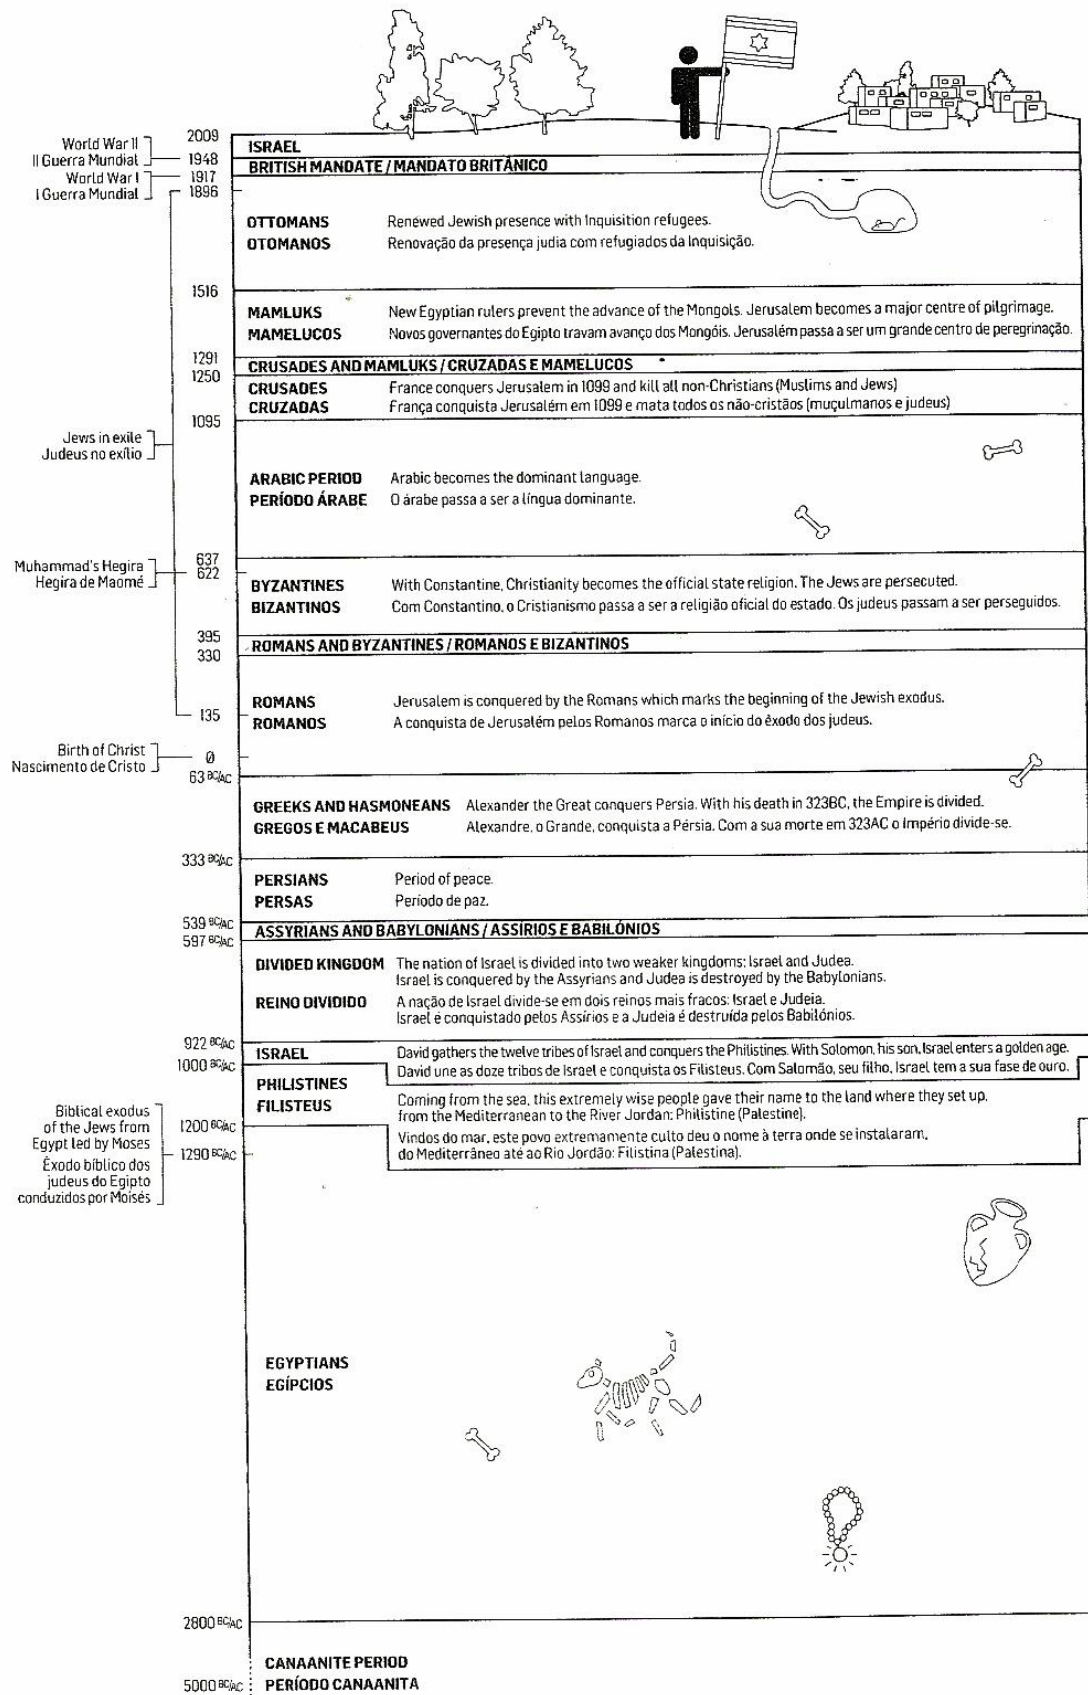 World War II
II Guerra Mundial
World War I
I Guerra Mundial
2009
1948
1917
1896
ISRAEL
BRITISH MANDATE / MANDATO BRITÂNICO
OTTOMANS Renewed Jewish presence with Inquisition refugees.
OTOMANOS Renovação da presença judia com refugiados da Inquisição.
1516
MAMLUKS New Egyptian rulers prevent the advance of the Mongols. Jerusalem becomes a major centre of pilgrimage.
MAMELUCOS Novos governantes do Egipto travam avanço dos Mongóis. Jerusalém passa a ser um grande centro de peregrinação.
1291
CRUSADES AND MAMLUKS / CRUZADAS E MAMELUCOS
1250
CRUSADES France conquers Jerusalem in 1099 and kill all non-Christians (Muslims and Jews)
CRUZADAS França conquista Jerusalém em 1099 e mata todos os não-cristãos (muçulmanos e judeus)
1095
Jews in exile
Judeus no exílio
ARABIC PERIOD Arabic becomes the dominant language.
PERÍODO ÁRABE O árabe passa a ser a língua dominante.
637
Muhammad's Hegira
Hegira de Maomé
622
BYZANTINES With Constantine, Christianity becomes the official state religion. The Jews are persecuted.
BIZANTINOS Com Constantino, o Cristianismo passa a ser a religião oficial do estado. Os judeus passam a ser perseguidos.
395
ROMANS AND BYZANTINES / ROMANOS E BIZANTINOS
330
ROMANS Jerusalem is conquered by the Romans which marks the beginning of the Jewish exodus.
135
ROMANOS A conquista de Jerusalém pelos Romanos marca o início do êxodo dos judeus.
Birth of Christ
Nascimento de Cristo
0
63 BC/AC
GREEKS AND HASMONEANS Alexander the Great conquers Persia. With his death in 323BC, the Empire is divided.
GREGOS E MACABEUS Alexandre, o Grande, conquista a Pérsia. Com a sua morte em 323AC o Império divide-se.
333 BC/AC
PERSIANS Period of peace.
PERSAS Período de paz.
539 BC/AC
ASSYRIANS AND BABYLONIANS / ASSÍRIOS E BABILÓNIOS
597 BC/AC
DIVIDED KINGDOM The nation of Israel is divided into two weaker kingdoms: Israel and Judea.
Israel is conquered by the Assyrians and Judea is destroyed by the Babylonians.
REINO DIVIDIDO A nação de Israel divide-se em dois reinos mais fracos: Israel e Judeia.
Israel é conquistado pelos Assírios e a Judeia é destruída pelos Babilónios.
922 BC/AC
ISRAEL David gathers the twelve tribes of Israel and conquers the Philistines. With Solomon, his son, Israel enters a golden age.
1000 BC/AC
David une as doze tribos de Israel e conquista os Filisteus. Com Salomão, seu filho, Israel tem a sua fase de ouro.
PHILISTINES
FILISTEUS
Coming from the sea, this extremely wise people gave their name to the land where they set up,
from the Mediterranean to the River Jordan: Philistine (Palestine).
1200 BC/AC
Vindos do mar, este povo extremamente culto deu o nome à terra onde se instalaram,
do Mediterrâneo até ao Rio Jordão: Filistina (Palestina).
Biblical exodus
of the Jews from
Egypt led by Moses
1290 BC/AC
Êxodo bíblico dos
judeus do Egipto
conduzidos por Moisés
EGYPTIANS
EGÍPCIOS
2800 BC/AC
CANAANITE PERIOD
5000 BC/AC PERÍODO CANAANITA